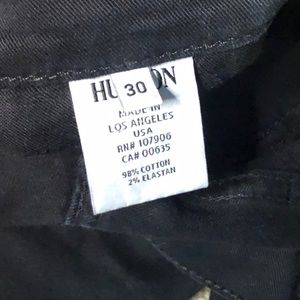 HU 30 ON
MADE IN
LOS ANGELES
USA
RN# 107906
CA# 00635
98% COTTON
2% ELASTAN